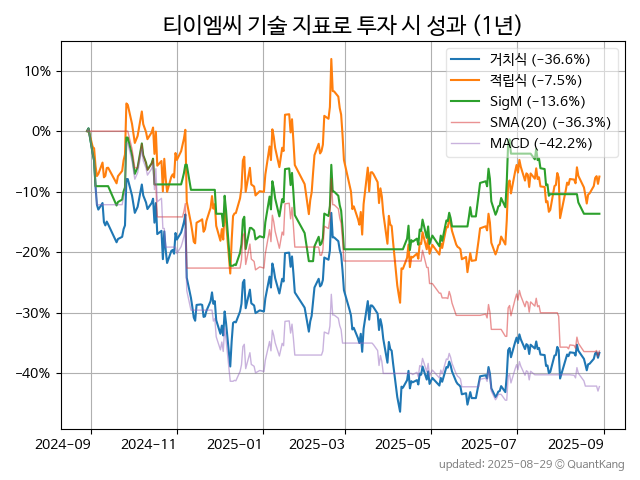 티이엠씨 기술 지표로 투자 시 성과 (1년)
거치식 (−36.6%)
적립식 (−7.5%)
SigM (−13.6%)
SMA(20) (−36.3%)
MACD (−42.2%)
10%
0%
−10%
−20%
−30%
−40%
2024−09 2024−11 2025−01 2025−03 2025−05 2025−07 2025−09
updated: 2025-08-29 © QuantKang